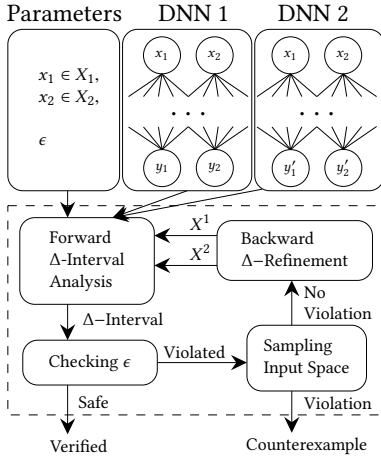 Parameters DNN 1 DNN 2
x₁ ∈ X₁,
x₂ ∈ X₂,
ϵ
x₁ x₂ x₁ x₂
· · · · · ·
y₁ y₂ y′₁ y′₂
Forward
Δ-Interval
Analysis
X¹
X²
Backward
Δ−Refinement
Δ−Interval
No
Violation
Checking ϵ
Violated
Sampling
Input Space
Safe
Violation
Verified
Counterexample